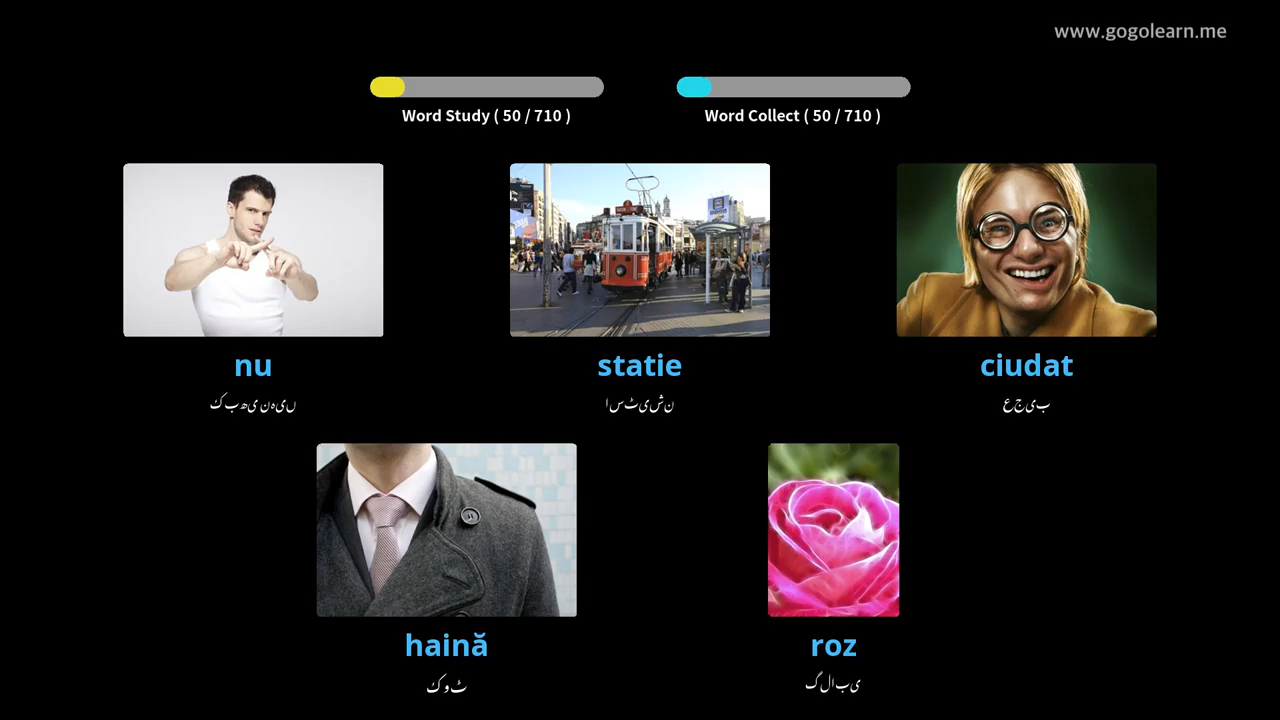 www.gogolearn.me
Word Study ( 50 / 710 )
Word Collect ( 50 / 710 )
nu
statie
ciudat
کبھی نہیں
اسٹیشن
عجیب
haină
roz
کوٹ
گلابی